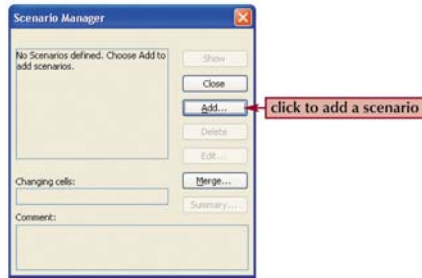 Scenario Manager
No Scenarios defined. Choose Add to
add scenarios.
Show
Close
Add...
click to add a scenario
Delete
Edit...
Changing cells:
Merge...
Summary...
Comment: